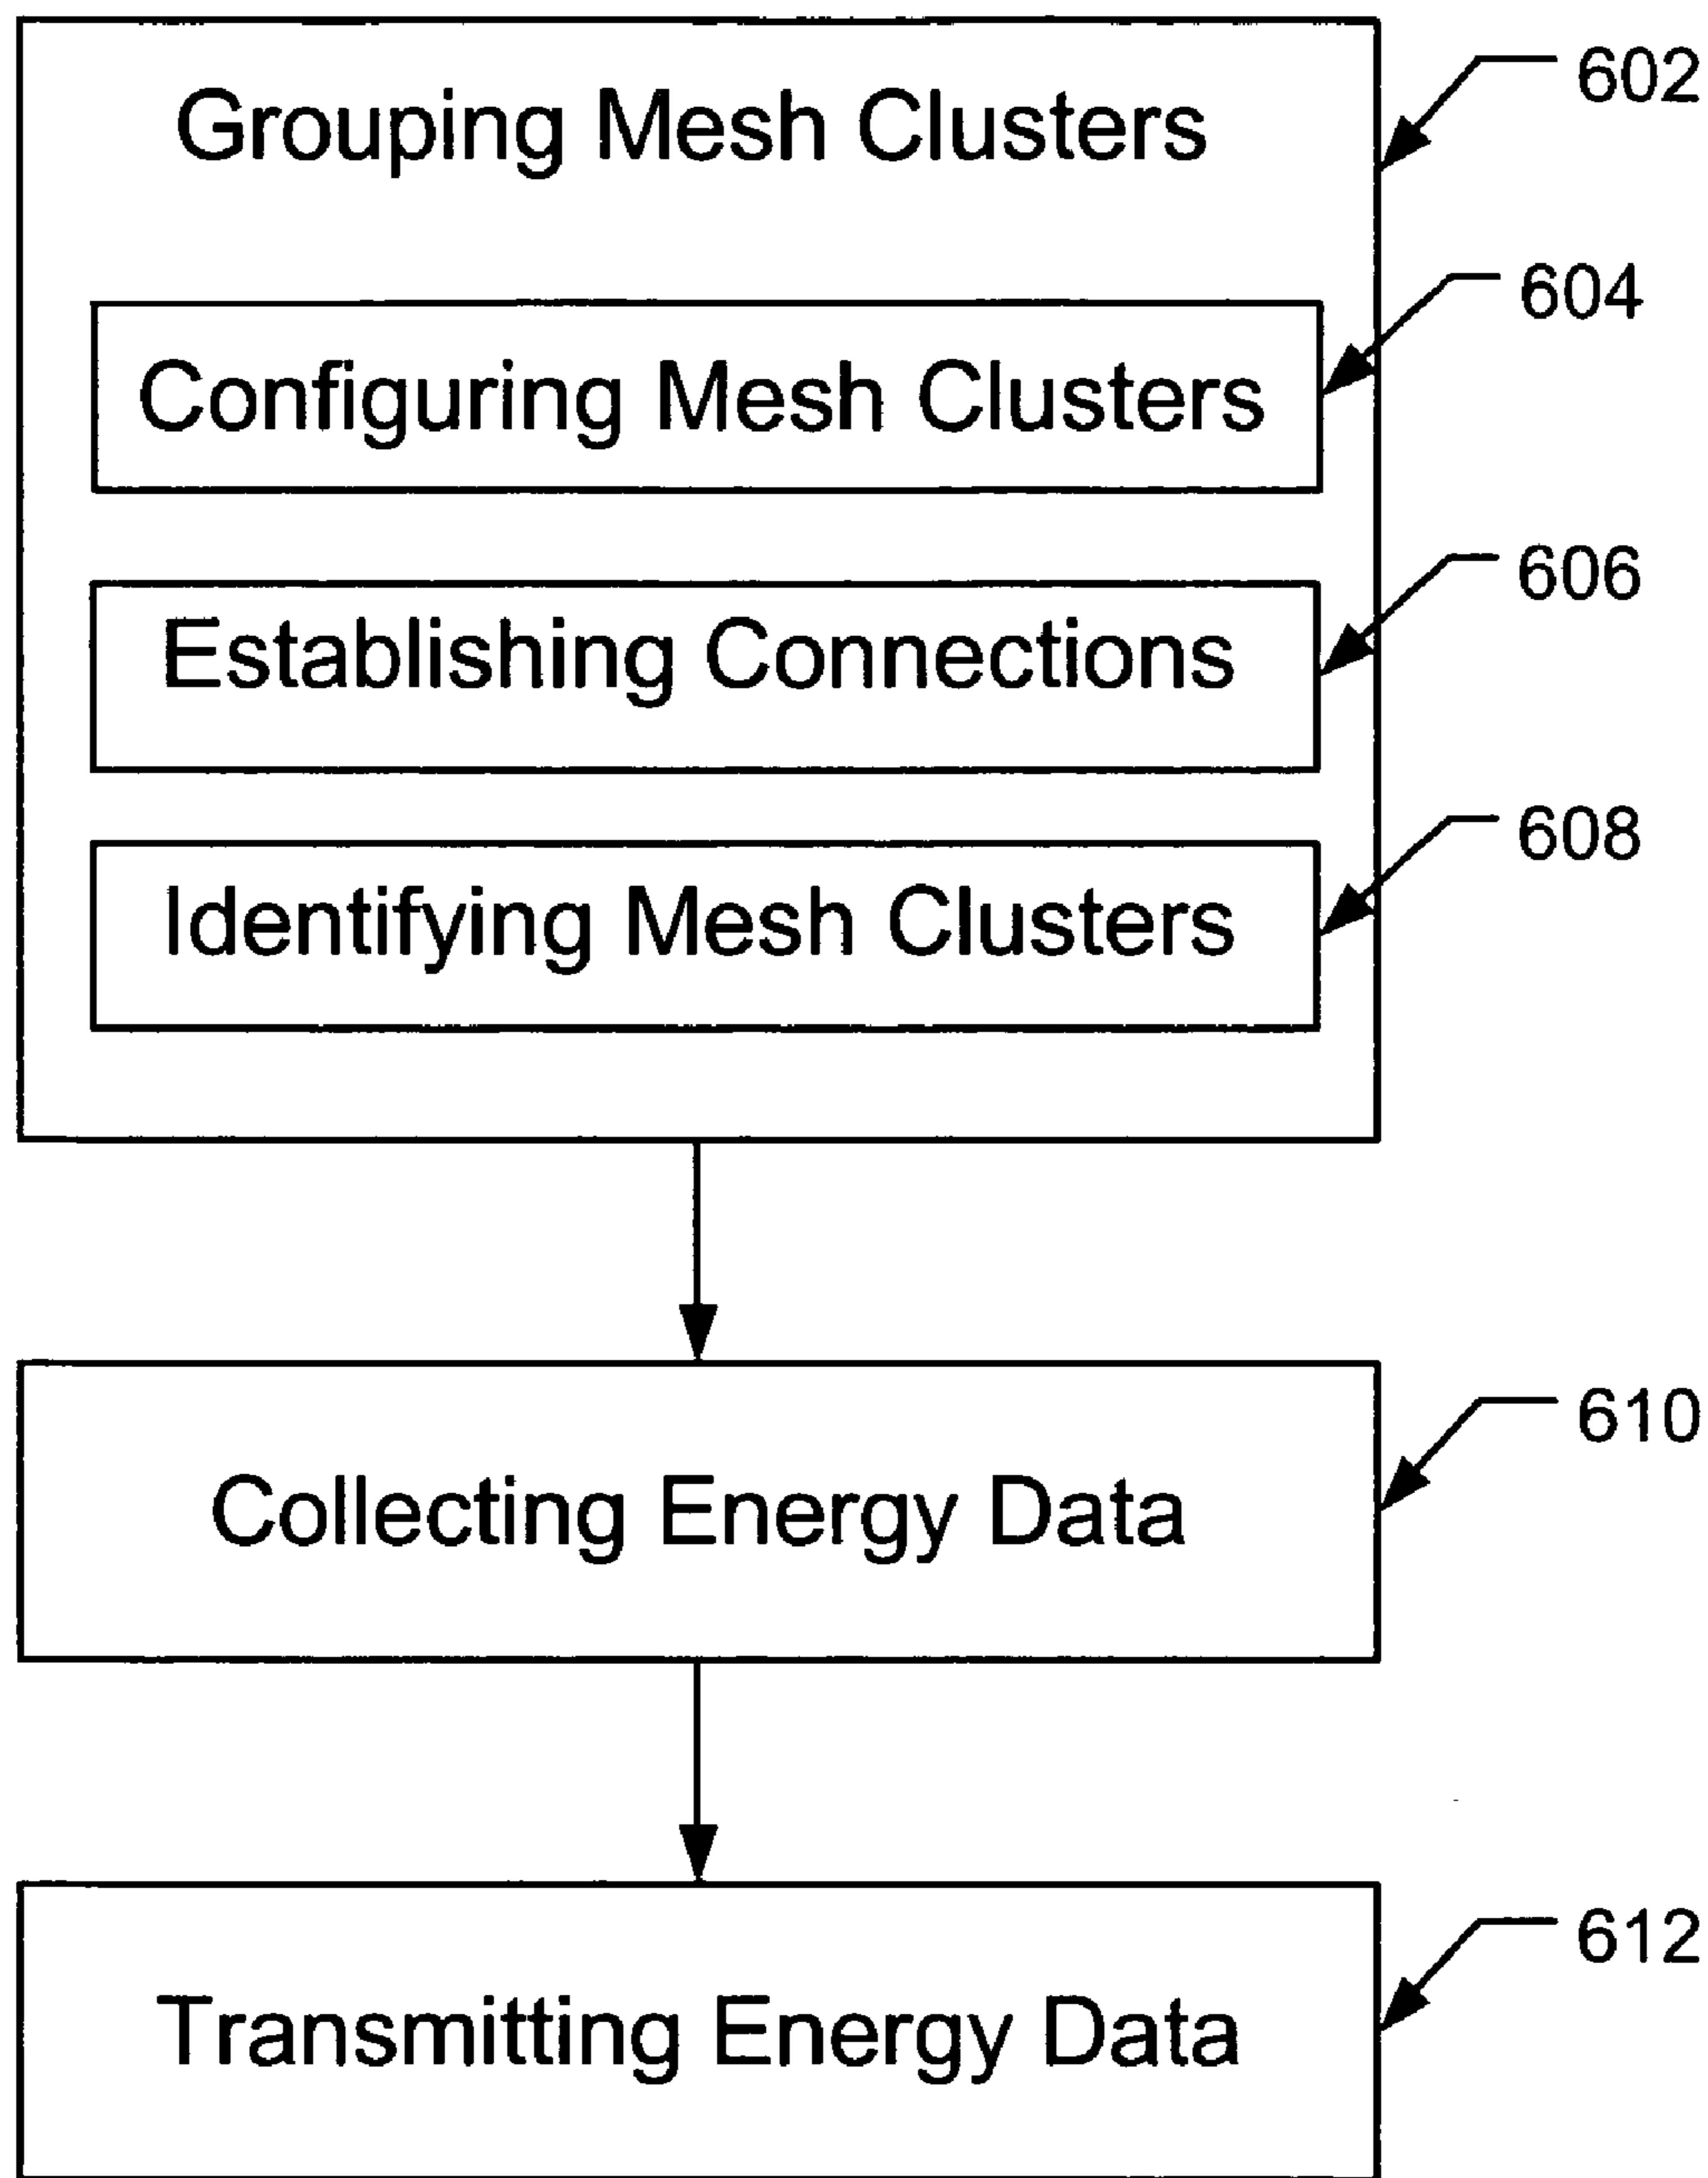 Grouping Mesh Clusters
602
Configuring Mesh Clusters
604
Establishing Connections
606
Identifying Mesh Clusters
608
Collecting Energy Data
610
Transmitting Energy Data
612